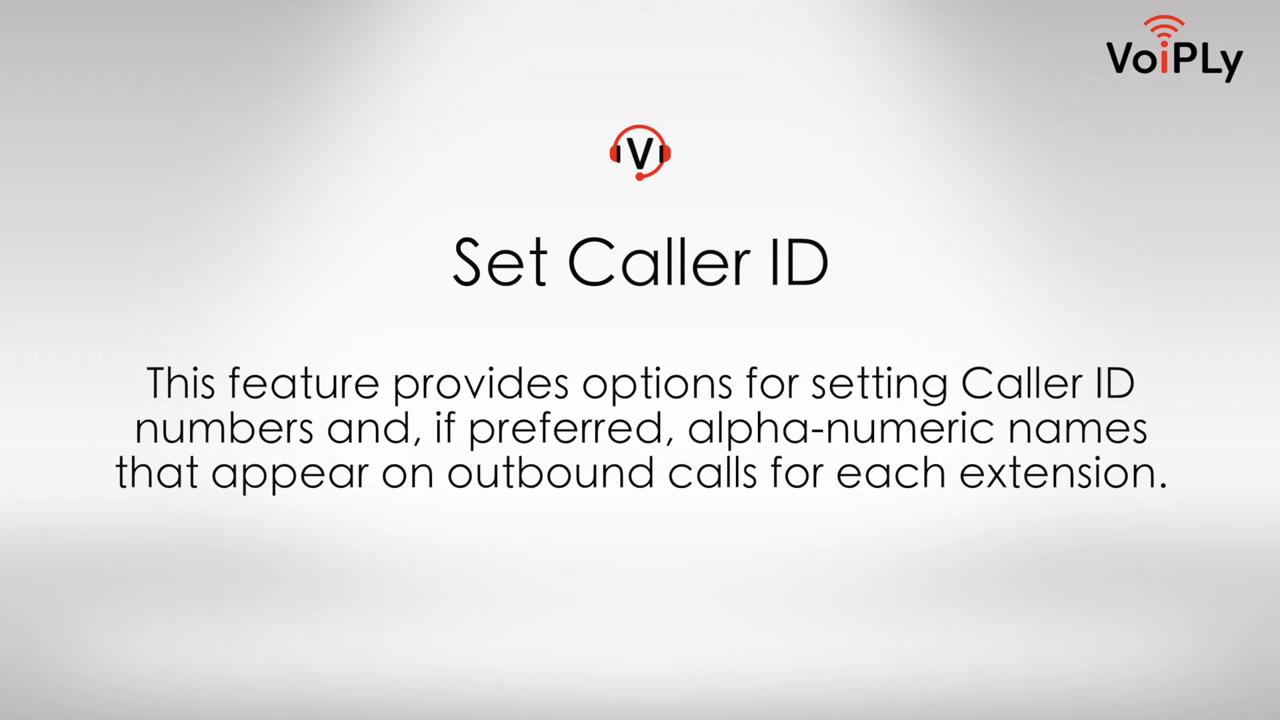 VoiPLy
V
Set Caller ID
This feature provides options for setting Caller ID
numbers and, if preferred, alpha-numeric names
that appear on outbound calls for each extension.